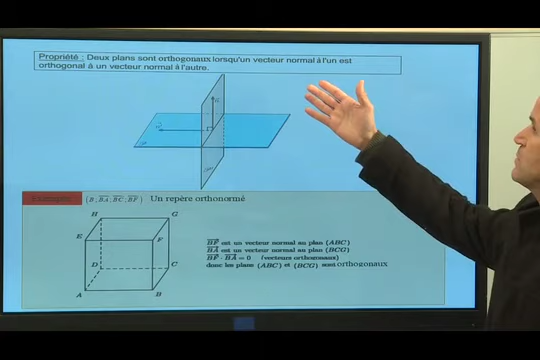 Propriété : Deux plans sont orthogonaux lorsqu'un vecteur normal à l'un est
orthogonal à un vecteur normal à l'autre.
(B ; BA ; BC ; BF) Un repère orthonormé
H G
E F
D C
A B
BF est un vecteur normal au plan (ABC)
BA est un vecteur normal au plan (BCG)
BF · BA = 0 (vecteurs orthonormaux)
donc les plans (ABC) et (BCG) sont orthogonaux